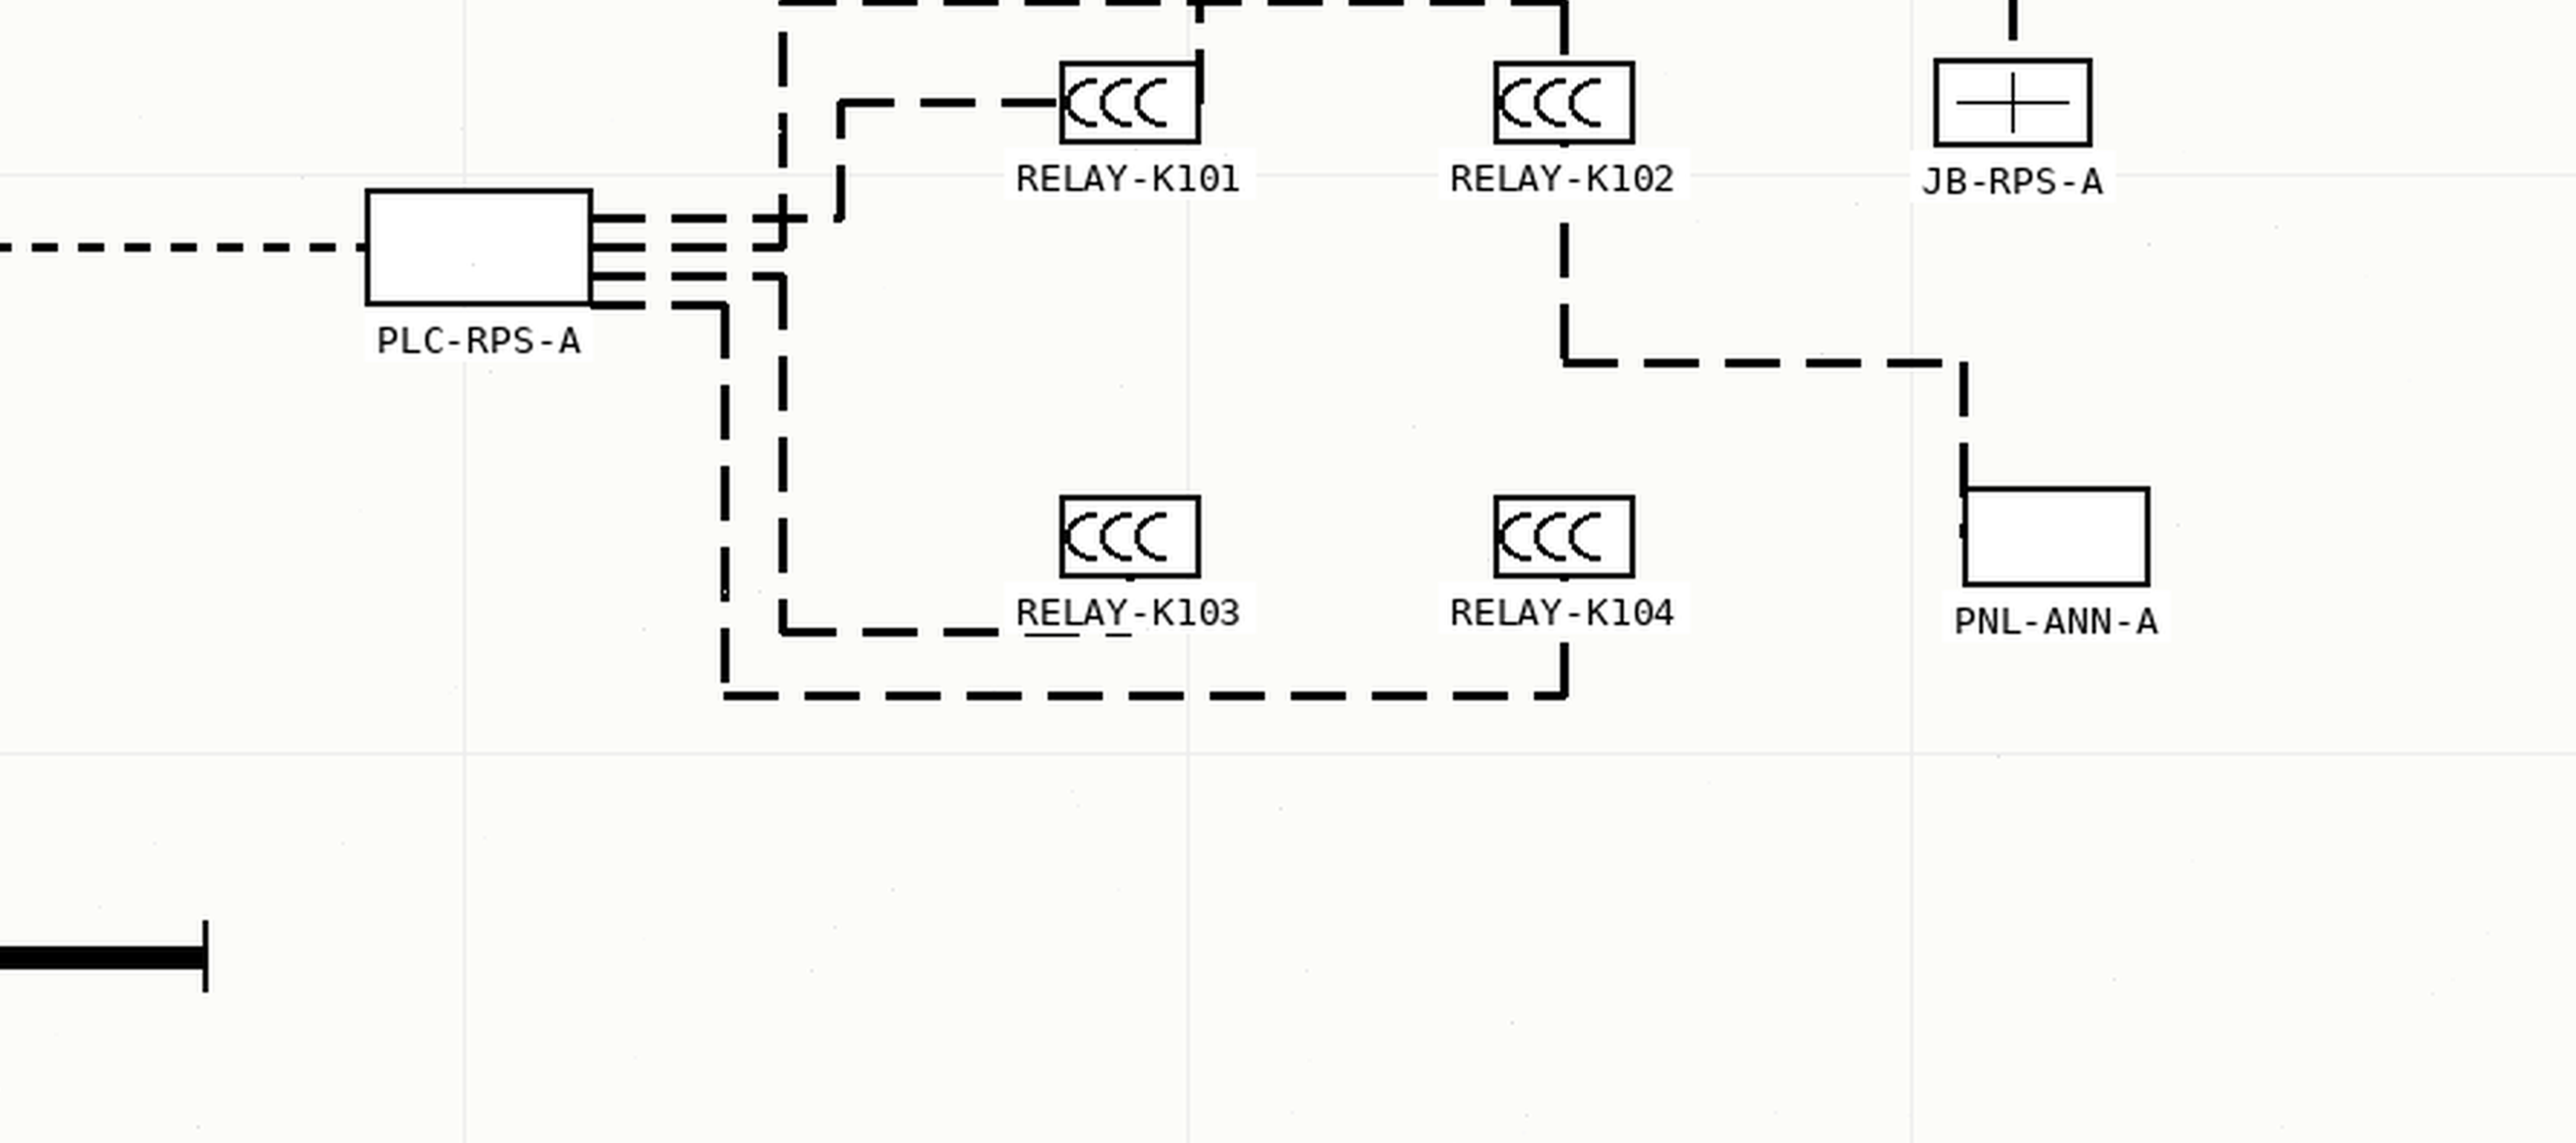 RELAY-K101
RELAY-K102
JB-RPS-A
PLC-RPS-A
RELAY-K103
RELAY-K104
PNL-ANN-A